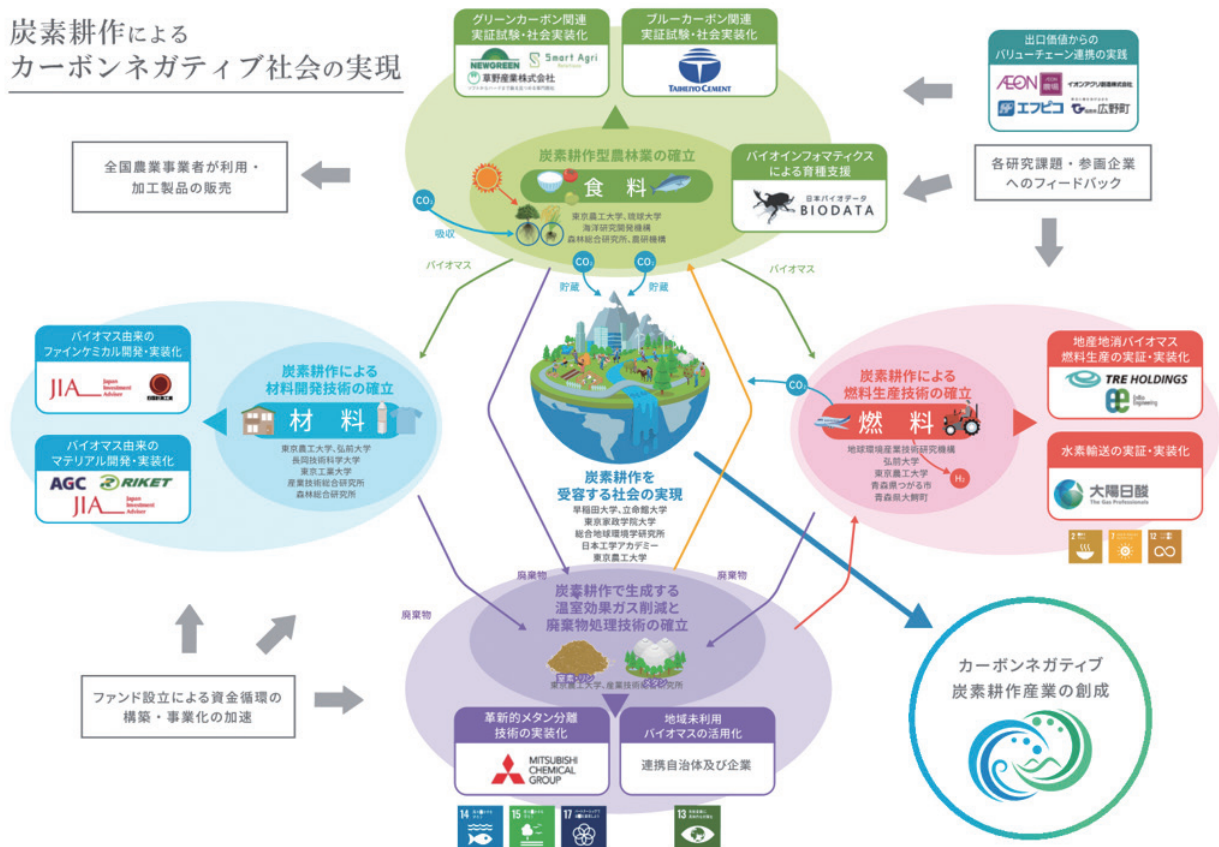 炭素耕作による
カーボンネガティブ社会の実現
グリーンカーボン関連
実証試験・社会実装化
NEWGREEN
Smart Agri
草野産業株式会社
ブルーカーボン関連
実証試験・社会実装化
TAIHEIYO CEMENT
出口価値からの
バリューチェーン連携の実践
ÆON
イオンアグリ創造株式会社
エフピコ
広野町
全国農業事業者が利用・
加工製品の販売
炭素耕作型農林業の確立
食 料
東京農工大学、琉球大学
海洋研究開発機構
森林総合研究所、農研機構
CO₂
吸収
バイオインフォマティクス
による育種支援
日本バイオデータ
BIODATA
各研究課題・参画企業
へのフィードバック
バイオマス
CO₂
CO₂
貯蔵
貯蔵
バイオマス
バイオマス由来の
ファインケミカル開発・実装化
JIA
Japan
Investment
Adviser
バイオマス由来の
マテリアル開発・実装化
AGC
RIKET
JIA
Japan
Investment
Adviser
炭素耕作による
材料開発技術の確立
材 料
東京農工大学、弘前大学
長岡技術科学大学
東京工業大学
産業技術総合研究所
森林総合研究所
炭素耕作を
受容する社会の実現
早稲田大学、立命館大学
東京家政学院大学
総合地球環境学研究所
日本工学アカデミー
東京農工大学
CO₂
炭素耕作による
燃料生産技術の確立
燃 料
地球環境産業技術研究機構
弘前大学
東京農工大学
青森県つがる市
青森県大鰐町
H₂
地産地消バイオマス
燃料生産の実証・実装化
TRE HOLDINGS
Engineering
水素輸送の実証・実装化
大陽日酸
The Gas Professionals
2
7
12
廃棄物
廃棄物
廃棄物
炭素耕作で生成する
温室効果ガス削減と
廃棄物処理技術の確立
窒素・リン
メタン
ファンド設立による資金循環の
構築・事業化の加速
革新的メタン分離
技術の実装化
MITSUBISHI
CHEMICAL
GROUP
地域未利用
バイオマスの活用化
連携自治体及び企業
14
15
17
13
カーボンネガティブ
炭素耕作産業の創成